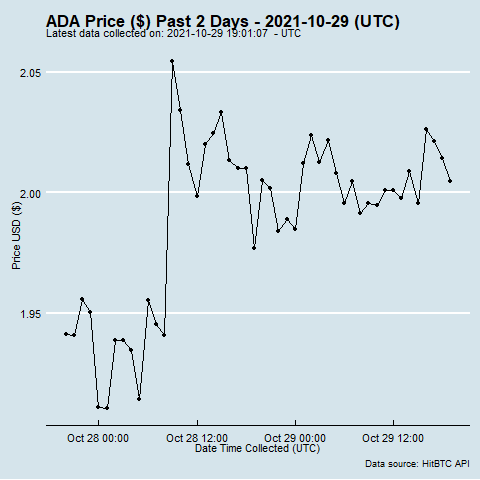 ADA Price ($) Past 2 Days - 2021-10-29 (UTC)
Latest data collected on: 2021-10-29 19:01:07  - UTC
2.05
2.00
1.95
Price USD ($)
Oct 28 00:00
Oct 28 12:00
Oct 29 00:00
Oct 29 12:00
Date Time Collected (UTC)
Data source: HitBTC API